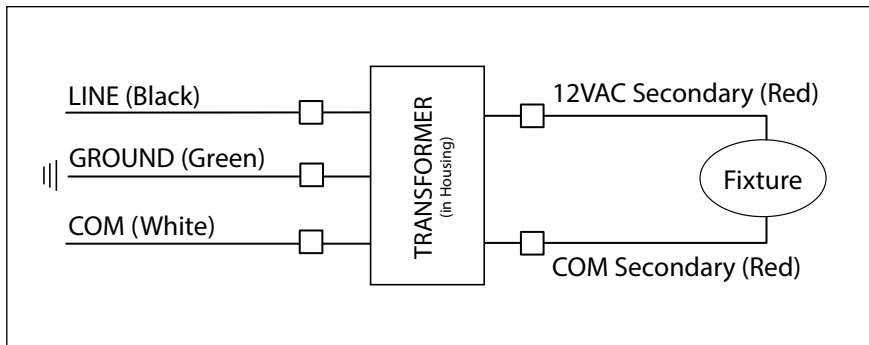 LINE (Black)
GROUND (Green)
COM (White)
TRANSFORMER
(in Housing)
12VAC Secondary (Red)
Fixture
COM Secondary (Red)